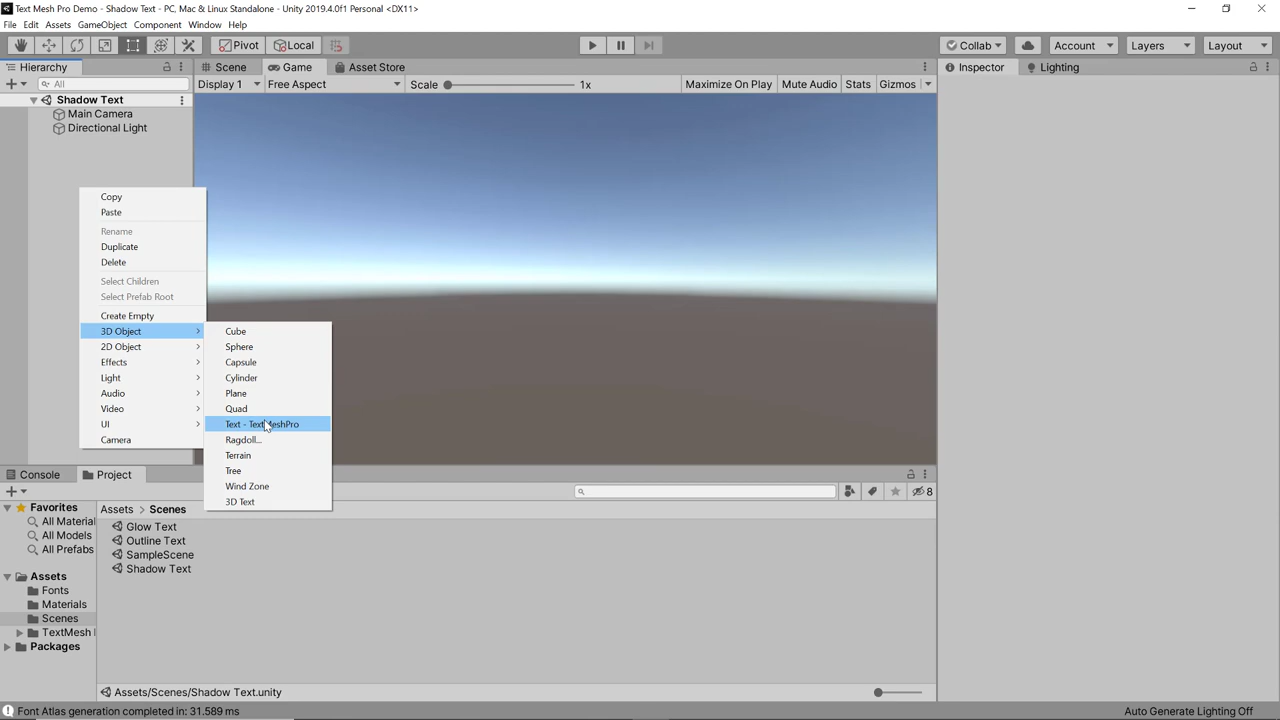 Text Mesh Pro Demo - Shadow Text - PC, Mac & Linux Standalone - Unity 2019.4.0f1 Personal <DX11>
File Edit Assets GameObject Component Window Help
Pivot Local Collab Account Layers Layout
Hierarchy Scene Game Asset Store Inspector Lighting
All Display 1 Free Aspect Scale 1x Maximize On Play Mute Audio Stats Gizmos
Shadow Text
Main Camera
Directional Light
Copy
Paste
Rename
Duplicate
Delete
Select Children
Select Prefab Root
Create Empty
3D Object
2D Object
Effects
Light
Audio
Video
UI
Camera
Cube
Sphere
Capsule
Cylinder
Plane
Quad
Text - TextMeshPro
Ragdoll...
Terrain
Tree
Wind Zone
3D Text
Console Project
8
Favorites
All Material
All Models
All Prefabs
Assets
Fonts
Materials
Scenes
TextMesh
Packages
Assets > Scenes
Glow Text
Outline Text
SampleScene
Shadow Text
Assets/Scenes/Shadow Text.unity
Font Atlas generation completed in: 31.589 ms
Auto Generate Lighting Off